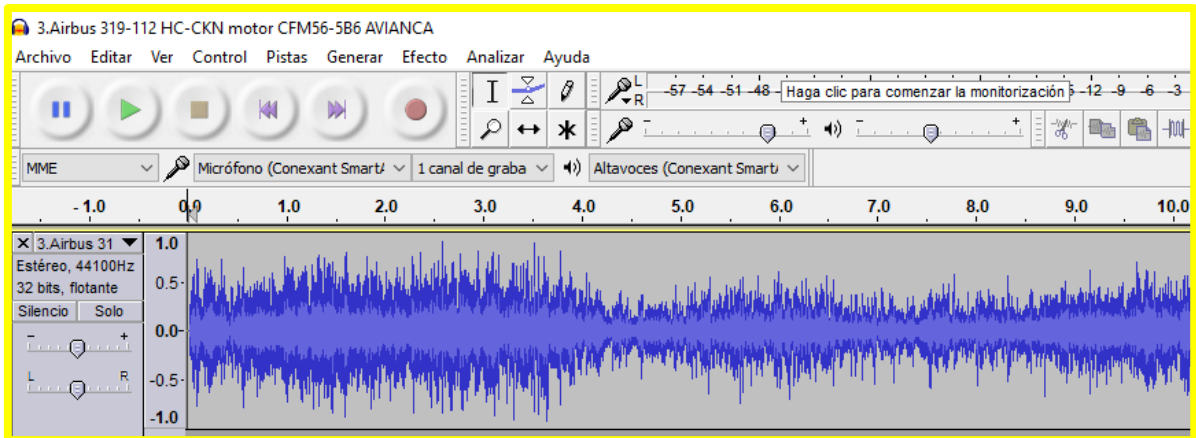 3.Airbus 319-112 HC-CKN motor CFM56-5B6 AVIANCA
Archivo Editar Ver Control Pistas Generar Efecto Analizar Ayuda
L
R
-57 -54 -51 -48 Haga clic para comenzar la monitorización -12 -9 -6 -3
- +
- +
MME Micrófono (Conexant SmartA 1 canal de graba Altavoces (Conexant Smart
- 1.0 0.0 1.0 2.0 3.0 4.0 5.0 6.0 7.0 8.0 9.0 10.0
X 3.Airbus 31 1.0
Estéreo, 44100Hz
32 bits, flotante
0.5
Silencio Solo
0.0
- +
L R
-0.5
-1.0